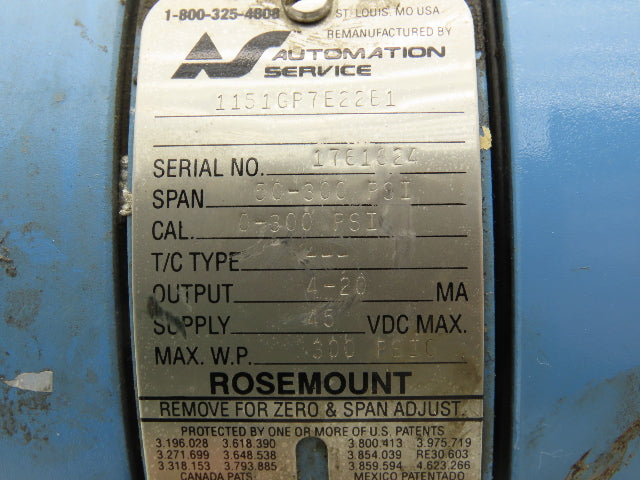 1-800-325-4808 ST. LOUIS, MO USA
REMANUFACTURED BY
AS AUTOMATION
SERVICE
1151GP7E22B1
SERIAL NO. 1761824
SPAN 50-300 PSI
CAL. 0-300 PSI
T/C TYPE
OUTPUT 4-20 MA
SUPPLY 45 VDC MAX.
MAX. W.P. 300 PSIG
ROSEMOUNT
REMOVE FOR ZERO & SPAN ADJUST.
PROTECTED BY ONE OR MORE OF U.S. PATENTS
3.196.028 3.618.390 3.800.413 3.975.719
3.271.699 3.648.538 3.854.039 RE30.603
3.318.153 3.793.885 3.859.594 4.623.266
CANADA PATS. MEXICO PATENTADO